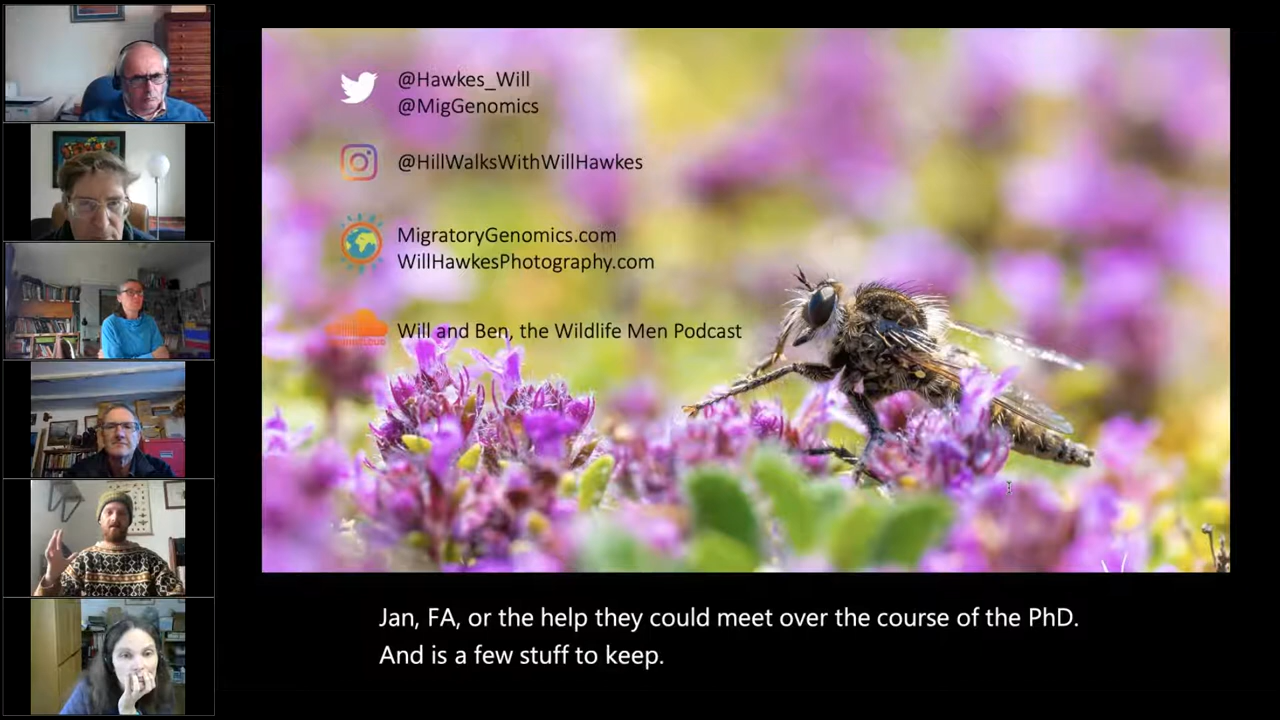 @Hawkes_Will
@MigGenomics
@HillWalksWithWillHawkes
MigratoryGenomics.com
WillHawkesPhotography.com
Will and Ben, the Wildlife Men Podcast
Jan, FA, or the help they could meet over the course of the PhD.
And is a few stuff to keep.